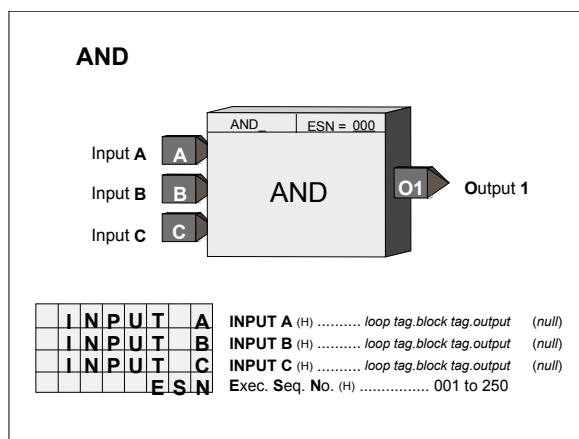 AND
AND_ ESN = 000
Input A A
Input B B
Input C C
AND
O1 Output 1
INPUT A INPUT A (H) .......... loop tag.block tag.output (null)
INPUT B INPUT B (H) .......... loop tag.block tag.output (null)
INPUT C INPUT C (H) .......... loop tag.block tag.output (null)
ESN Exec. Seq. No. (H) ................ 001 to 250